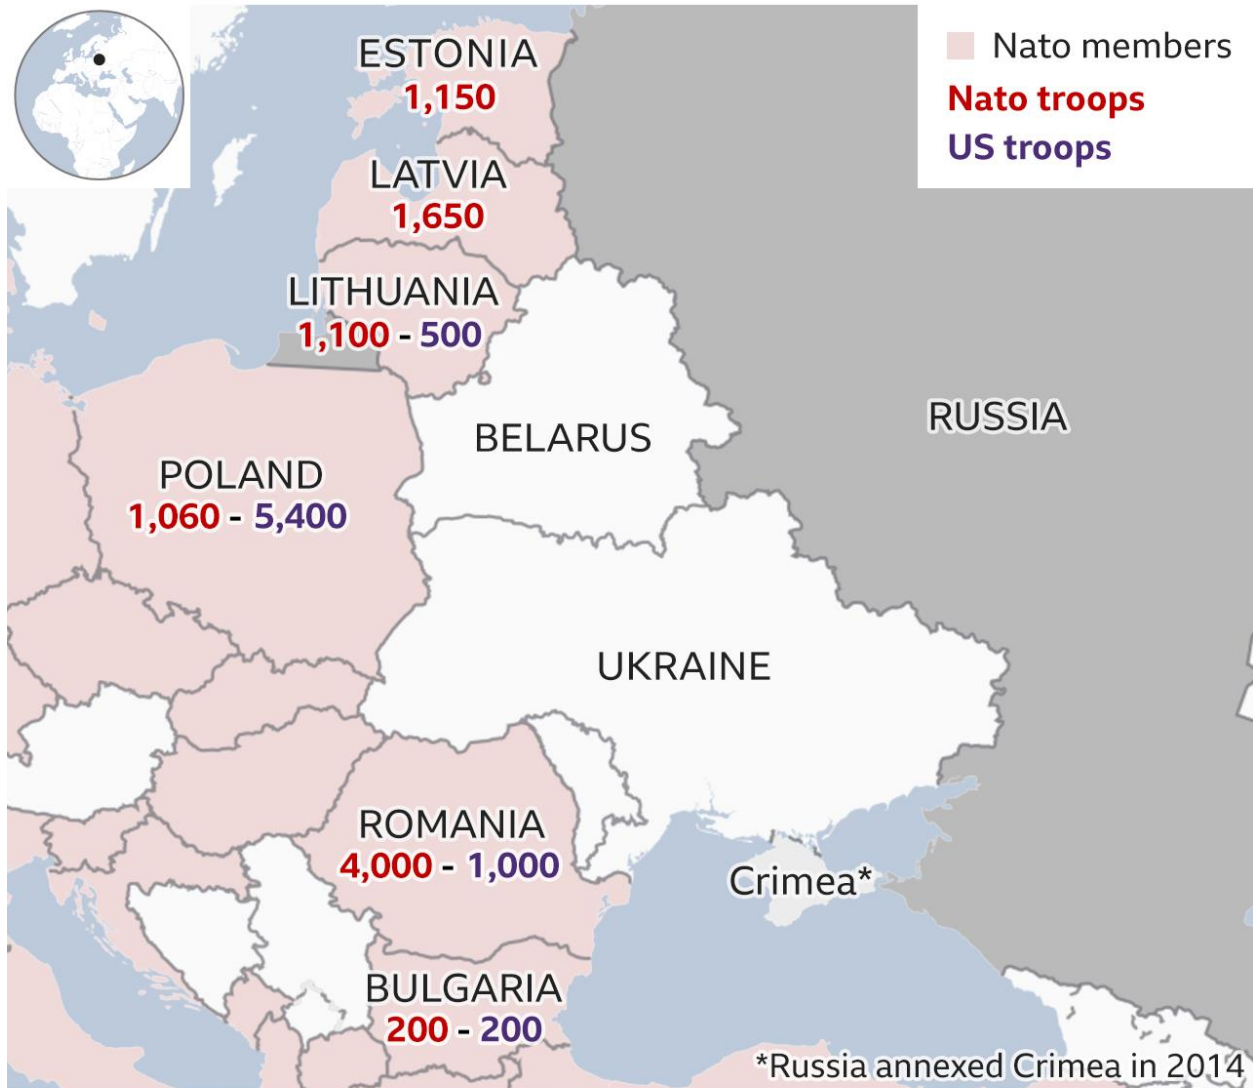 ESTONIA
1,150
Nato members
Nato troops
US troops
LATVIA
1,650
LITHUANIA
1,100 - 500
RUSSIA
BELARUS
POLAND
1,060 - 5,400
UKRAINE
ROMANIA
4,000 - 1,000
Crimea*
BULGARIA
200 - 200
*Russia annexed Crimea in 2014